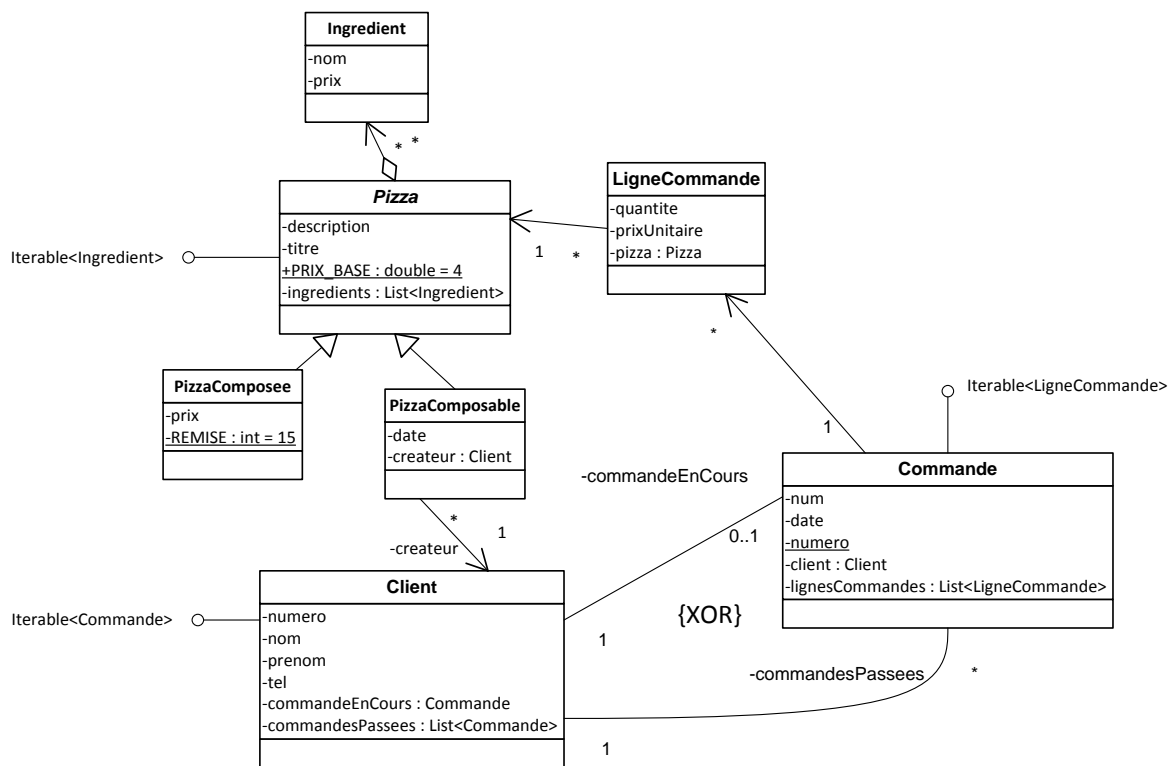 Ingredient
-nom
-prix
* *
Pizza
-description
-titre
+PRIX_BASE : double = 4
-ingredients : List<Ingredient>
Iterable<Ingredient>
LigneCommande
-quantite
-prixUnitaire
-pizza : Pizza
1 *
*
1
PizzaComposee
-prix
-REMISE : int = 15
PizzaComposable
-date
-createur : Client
Iterable<LigneCommande>
Commande
-num
-date
-numero
-client : Client
-lignesCommandes : List<LigneCommande>
-commandeEnCours
0..1
* 1
-createur
Client
-numero
-nom
-prenom
-tel
-commandeEnCours : Commande
-commandesPassees : List<Commande>
Iterable<Commande>
{XOR}
1
-commandesPassees *
1